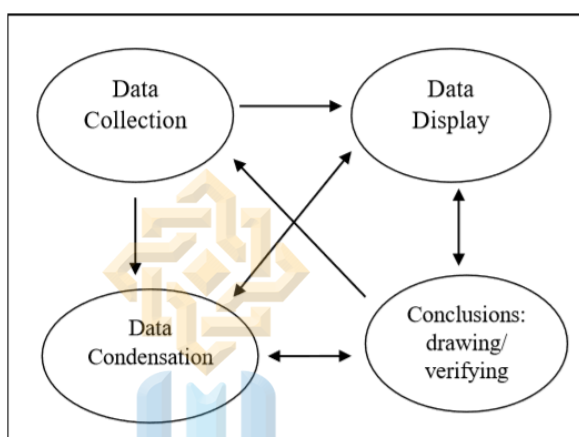 Data
Collection
Data
Display
Data
Condensation
Conclusions:
drawing/
verifying